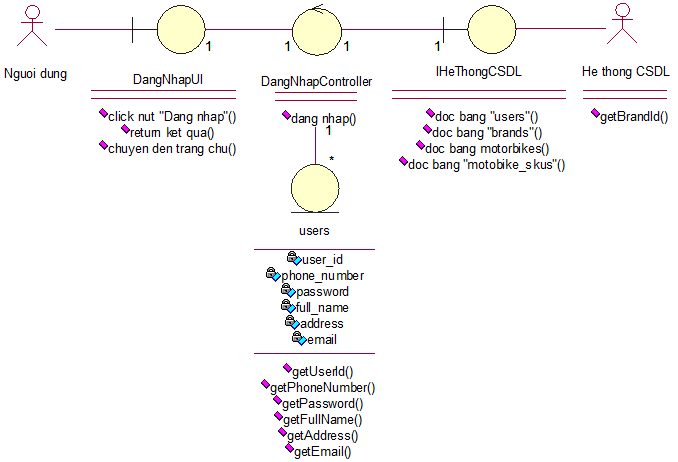 1
1
1
1
Nguoi dung
DangNhapUI
DangNhapController
IHeThongCSDL
He thong CSDL
click nut "Dang nhap"()
return ket qua()
chuyen den trang chu()
dang nhap()
doc bang "users"()
doc bang "brands"()
doc bang motorbikes()
doc bang "motobike_skus"()
getBrandId()
1
*
users
user_id
phone_number
password
full_name
address
email
getUserId()
getPhoneNumber()
getPassword()
getFullName()
getAddress()
getEmail()